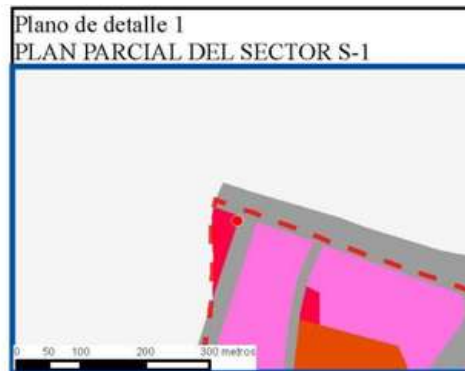 Plano de detalle 1
PLAN PARCIAL DEL SECTOR S-1
0 50 100 200 300 metros